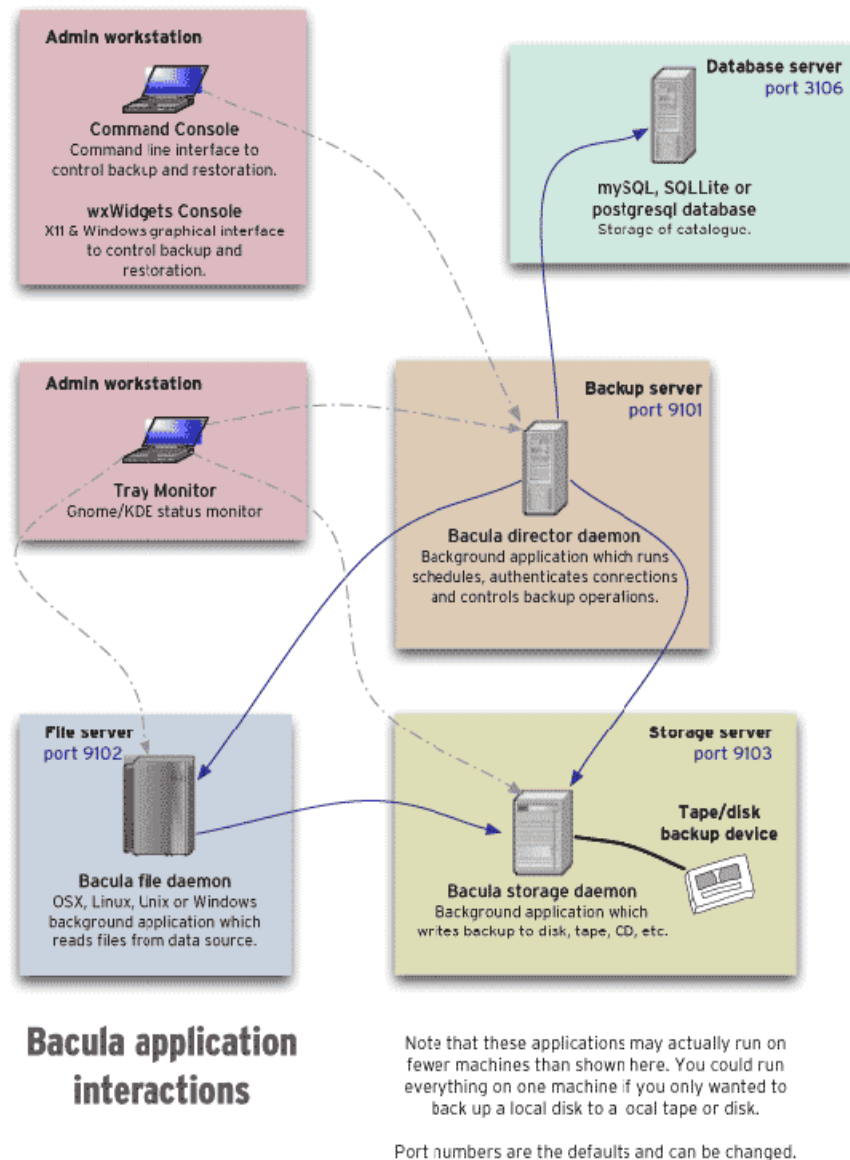 Admin workstation
Command Console
Command line interface to
control backup and restoration.
wxWidgets Console
X11 & Windows graphical interface
to control backup and
restoration.
Database server
port 3106
mySQL, SQLLite or
postgresql database
Storage of catalogue.
Admin workstation
Tray Monitor
Gnome/KDE status monitor
Backup server
port 9101
Bacula director daemon
Background application which runs
schedules, authenticates connections
and controls backup operations.
File server
port 9102
Bacula file daemon
OSX, Linux, Unix or Windows
background application which
reads files from data source.
Storage server
port 9103
Tape/disk
backup device
Bacula storage daemon
Background application which
writes backup to disk, tape, CD, etc.
Bacula application
interactions
Note that these applications may actually run on
fewer machines than shown here. You could run
everything on one machine if you only wanted to
back up a local disk to a local tape or disk.
Port numbers are the defaults and can be changed.